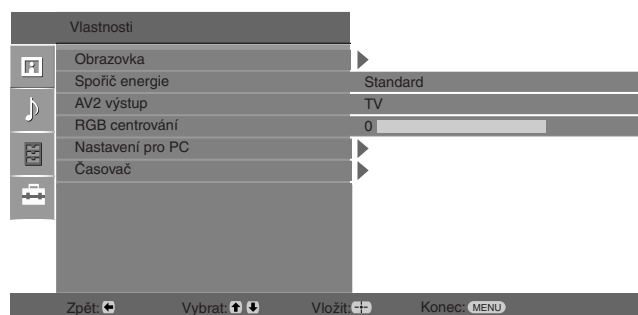 Vlastnosti
Obrazovka
Spořič energie Standard
AV2 výstup TV
RGB centrování 0
Nastavení pro PC
Časovač
Zpět: Vybrat: Vložit: Konec: MENU